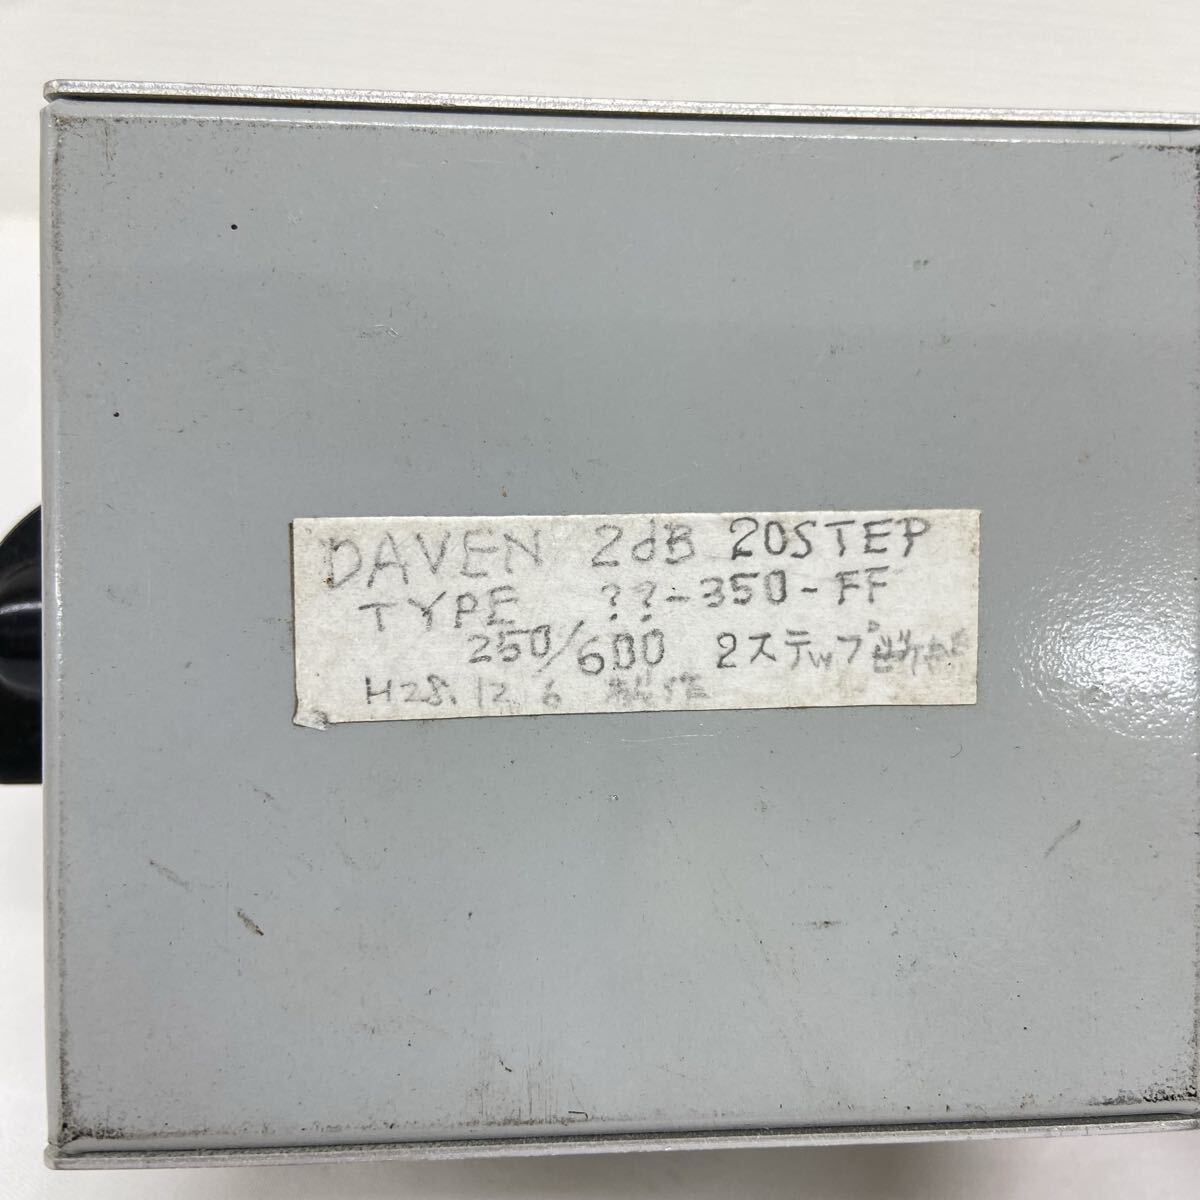 DAVEN 2dB 20STEP
TYPE ??-350-FF
250/600 2ステップ
H28.12.6